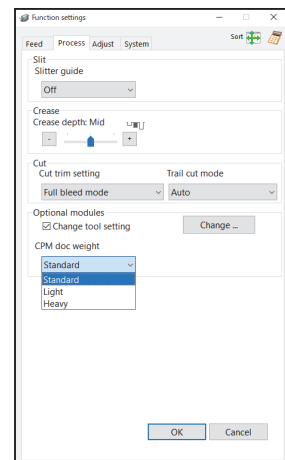 Function settings
Feed Process Adjust System Sort
Slit
Slitter guide
Off
Crease
Crease depth: Mid
- +
Cut
Cut trim setting Trail cut mode
Full bleed mode Auto
Optional modules
Change tool setting Change ...
CPM doc weight
Standard
Standard
Light
Heavy
OK Cancel